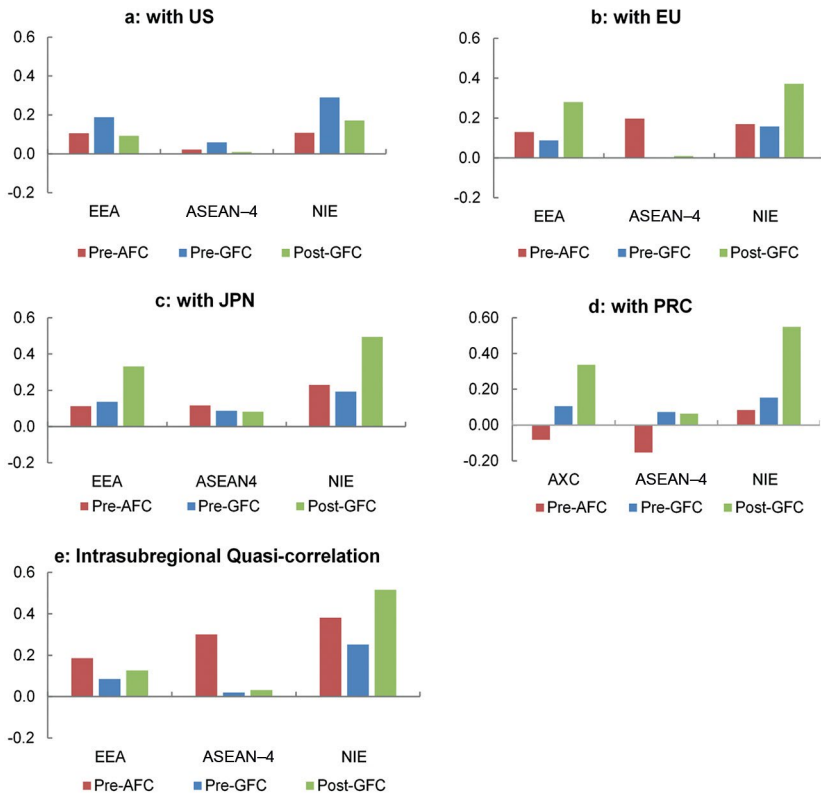 a: with US
0.6
0.4
0.2
0.0
-0.2
EEA ASEAN–4 NIE
Pre-AFC Pre-GFC Post-GFC
b: with EU
0.6
0.4
0.2
0.0
-0.2
EEA ASEAN–4 NIE
Pre-AFC Pre-GFC Post-GFC
c: with JPN
0.6
0.4
0.2
0.0
-0.2
EEA ASEAN4 NIE
Pre-AFC Pre-GFC Post-GFC
d: with PRC
0.60
0.40
0.20
0.00
-0.20
AXC ASEAN–4 NIE
Pre-AFC Pre-GFC Post-GFC
e: Intrasubregional Quasi-correlation
0.6
0.4
0.2
0.0
-0.2
EEA ASEAN–4 NIE
Pre-AFC Pre-GFC Post-GFC